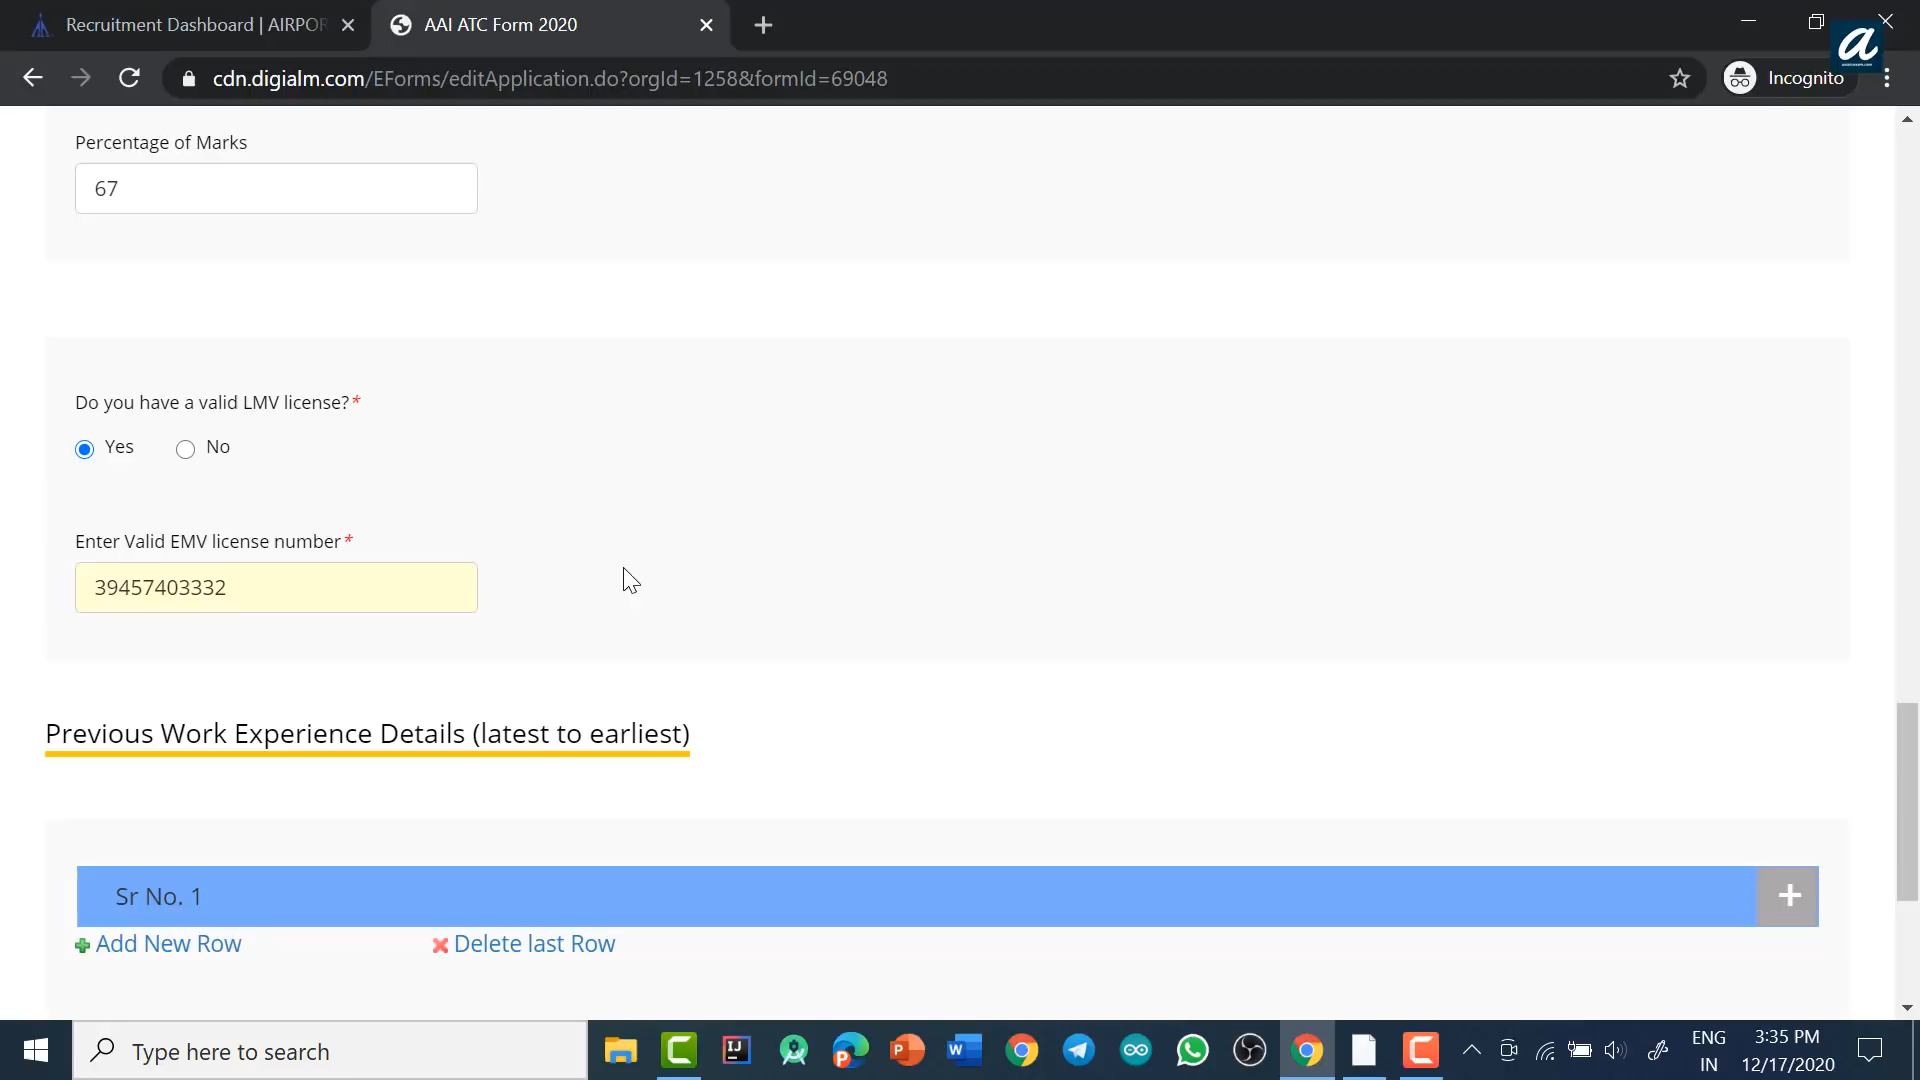 Recruitment Dashboard | AIRPOR
AAI ATC Form 2020
a
cdn.digialm.com/EForms/editApplication.do?orgId=1258&formId=69048
Incognito
Percentage of Marks
67
Do you have a valid LMV license?*
Yes
No
Enter Valid EMV license number*
39457403332
Previous Work Experience Details (latest to earliest)
Sr No. 1
Add New Row
Delete last Row
Type here to search
ENG
IN
3:35 PM
12/17/2020